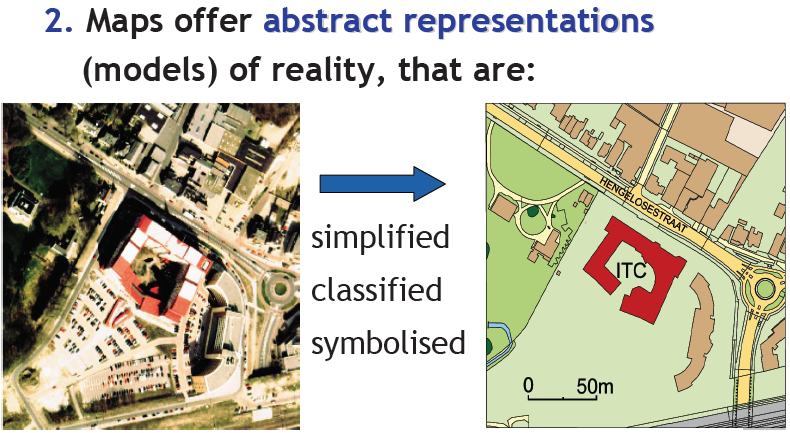 2. Maps offer abstract representations
(models) of reality, that are:
simplified
classified
symbolised
HENGELOSESTRAAT
ITC
0 50m